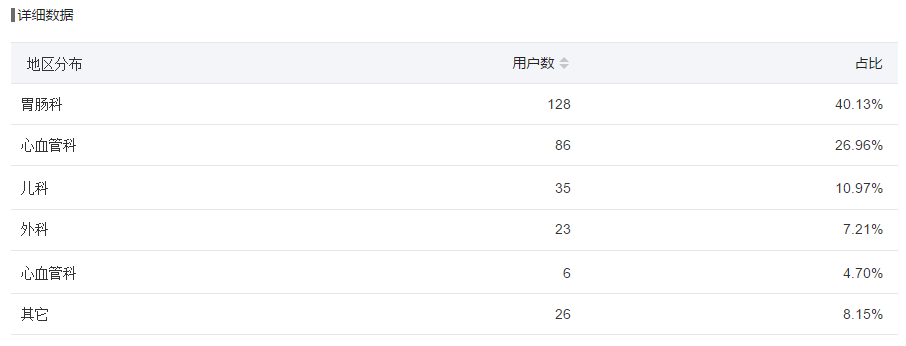 详细数据
地区分布 用户数 占比
胃肠科 128 40.13%
心血管科 86 26.96%
儿科 35 10.97%
外科 23 7.21%
心血管科 6 4.70%
其它 26 8.15%